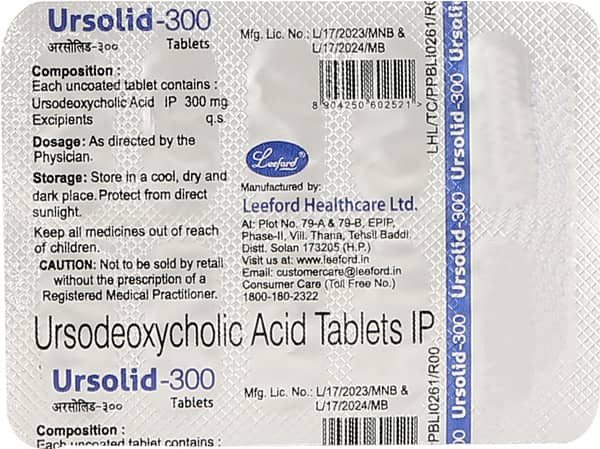 Ursolid-300
अरसोलिड-३०० Tablets
Composition :
Each uncoated tablet contains :
Ursodeoxycholic Acid IP 300 mg
Excipients q.s.
Dosage: As directed by the
Physician.
Storage: Store in a cool, dry and
dark place. Protect from direct
sunlight.
Keep all medicines out of reach
of children.
CAUTION: Not to be sold by retail
without the prescription of a
Registered Medical Practitioner.
Mfg. Lic. No.: L/17/2023/MNB &
L/17/2024/MB
8 904250 602521 >
Leeford
Manufactured by:
Leeford Healthcare Ltd.
At: Plot No. 79-A & 79-B, EPIP,
Phase-II, Vill. Thana, Tehsil Baddi,
Distt. Solan 173205 (H.P.)
Visit us at: www.leeford.in
Email: customercare@leeford.in
Consumer Care (Toll Free No.)
1800-180-2322
Ursodeoxycholic Acid Tablets IP
Ursolid-300
अरसोलिड-३०० Tablets
Composition :
Each uncoated tablet contains :
Mfg. Lic. No.: L/17/2023/MNB &
L/17/2024/MB
LHL/TC/PPBLI0261/R0
PBLI0261/R00
Ursolid-300 Ursolid-300 Ursolid-300 Ursoli